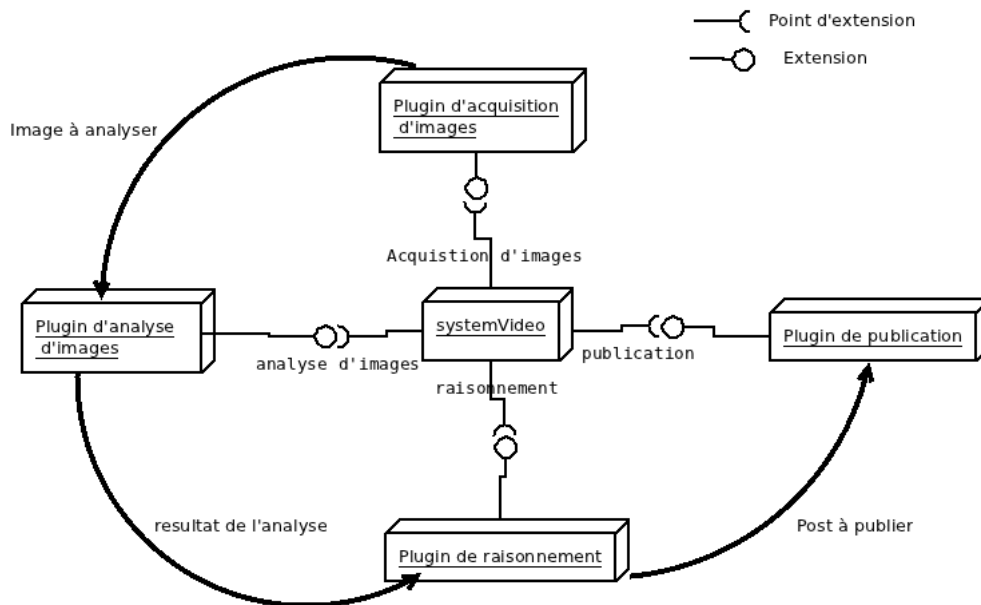 Point d'extension
Extension
Plugin d'acquisition
d'images
Image à analyser
Acquistion d'images
Plugin d'analyse
d'images
systemVideo
Plugin de publication
analyse d'images
publication
raisonnement
resultat de l'analyse
Post à publier
Plugin de raisonnement